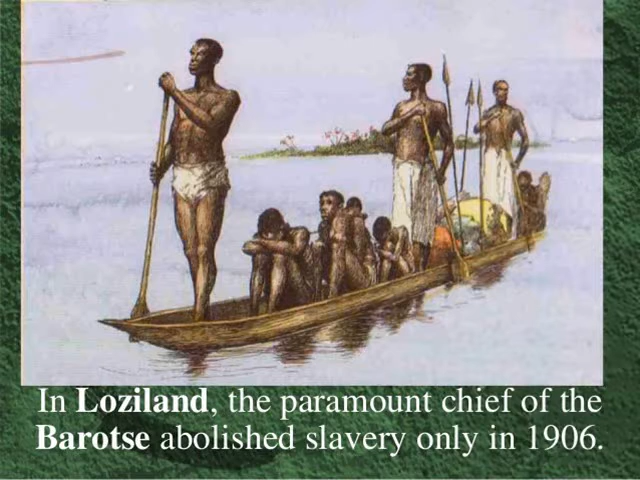 In Loziland, the paramount chief of the
Barotse abolished slavery only in 1906.